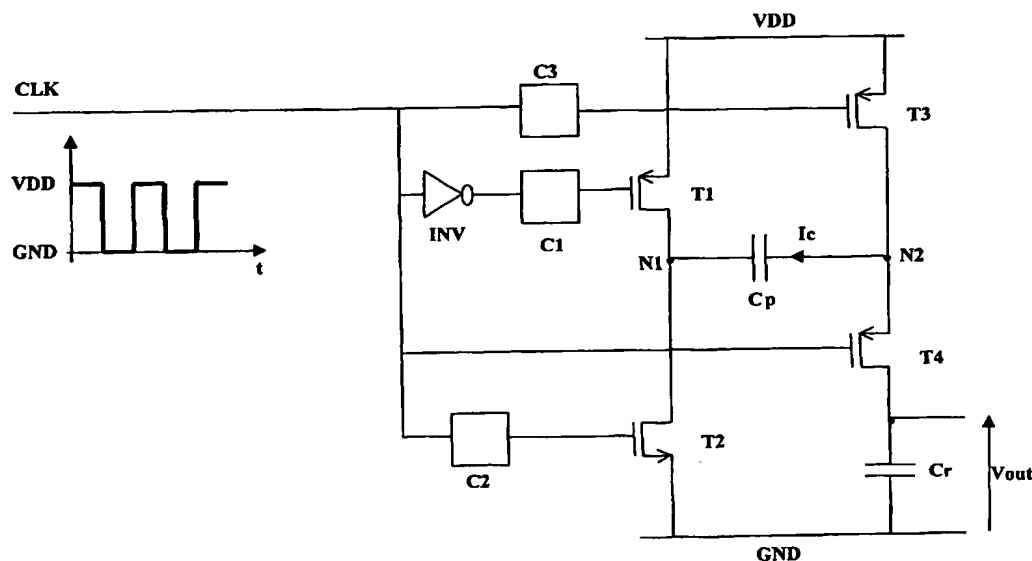 VDD
C3
CLK
T3
VDD
T1
INV
C1
GND
t
N1
Ic
N2
Cp
T4
T2
C2
Cr
Vout
GND